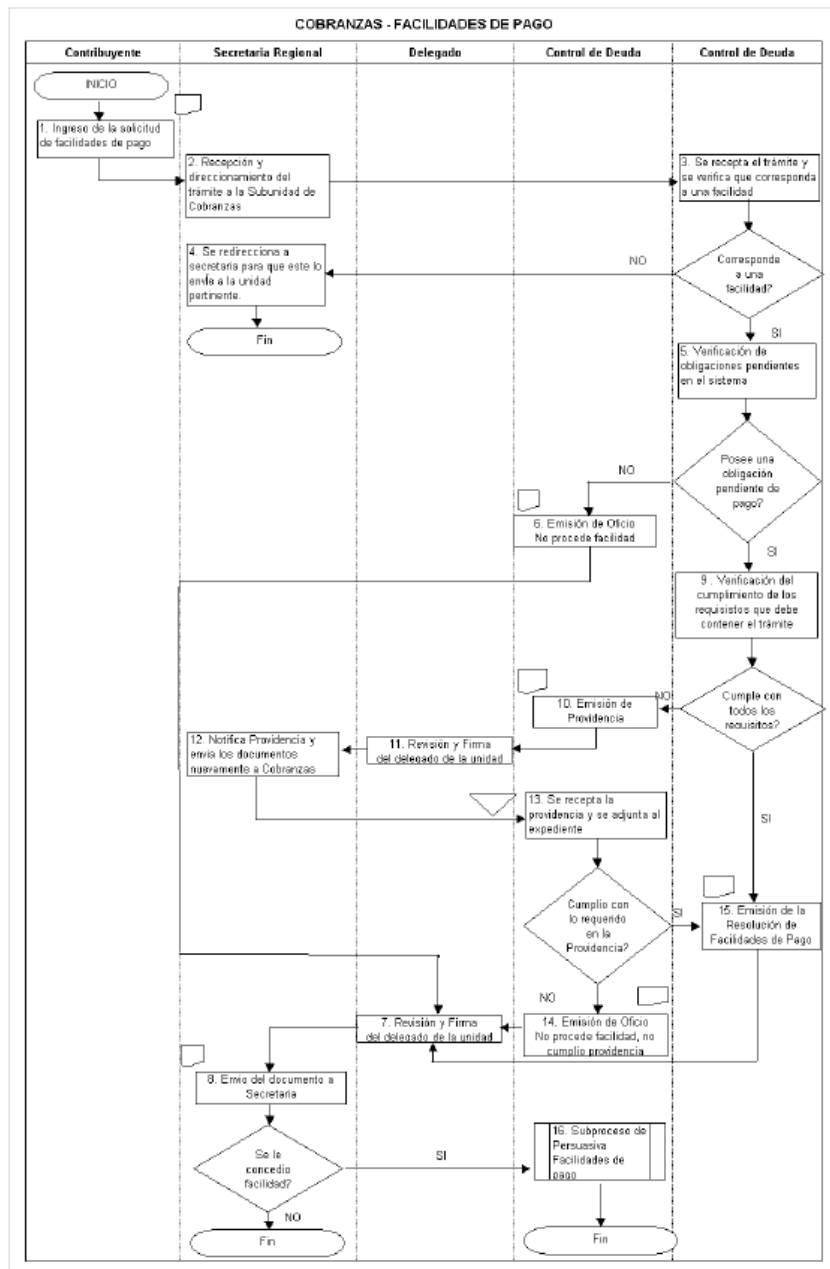 COBRANZAS - FACILIDADES DE PAGO
Contribuyente
Secretaria Regional
Delegado
Control de Deuda
Control de Deuda
INICIO
1. Ingreso de la solicitud
de facilidades de pago
2. Recepción y
direccionamiento del
trámite a la Subunidad de
Cobranzas
3. Se recepta el trámite y
se verifica que corresponda
a una facilidad
Corresponde
a una
facilidad?
NO
4. Se redirecciona a
secretaria para que este lo
envíe a la unidad
pertinente.
Fin
SI
5. Verificación de
obligaciones pendientes
en el sistema
Posee una
obligación
pendiente de
pago?
NO
6. Emisión de Oficio
No procede facilidad
SI
9 . Verificación del
cumplimiento de los
requisistos que debe
contener el trámite
Cumple con
todos los
requisitos?
NO
10. Emisión de
Providencia
11. Revisión y Firma
del delegado de la unidad
12. Notifica Providencia y
envia los documentos
nuevamente a Cobranzas
13. Se recepta la
providencia y se adjunta al
expediente
SI
Cumplio con
lo requerido
en la
Providencia?
SI
15. Emisión de la
Resolución de
Facilidades de Pago
NO
14. Emisión de Oficio
No procede facilidad, no
cumplio providencia
7. Revisión y Firma
del delegado de la unidad
8. Envio del documento a
Secretaria
Se le
concedio
facilidad?
SI
16. Subproceso de
Persuasiva
Facilidades de
pago
NO
Fin
Fin